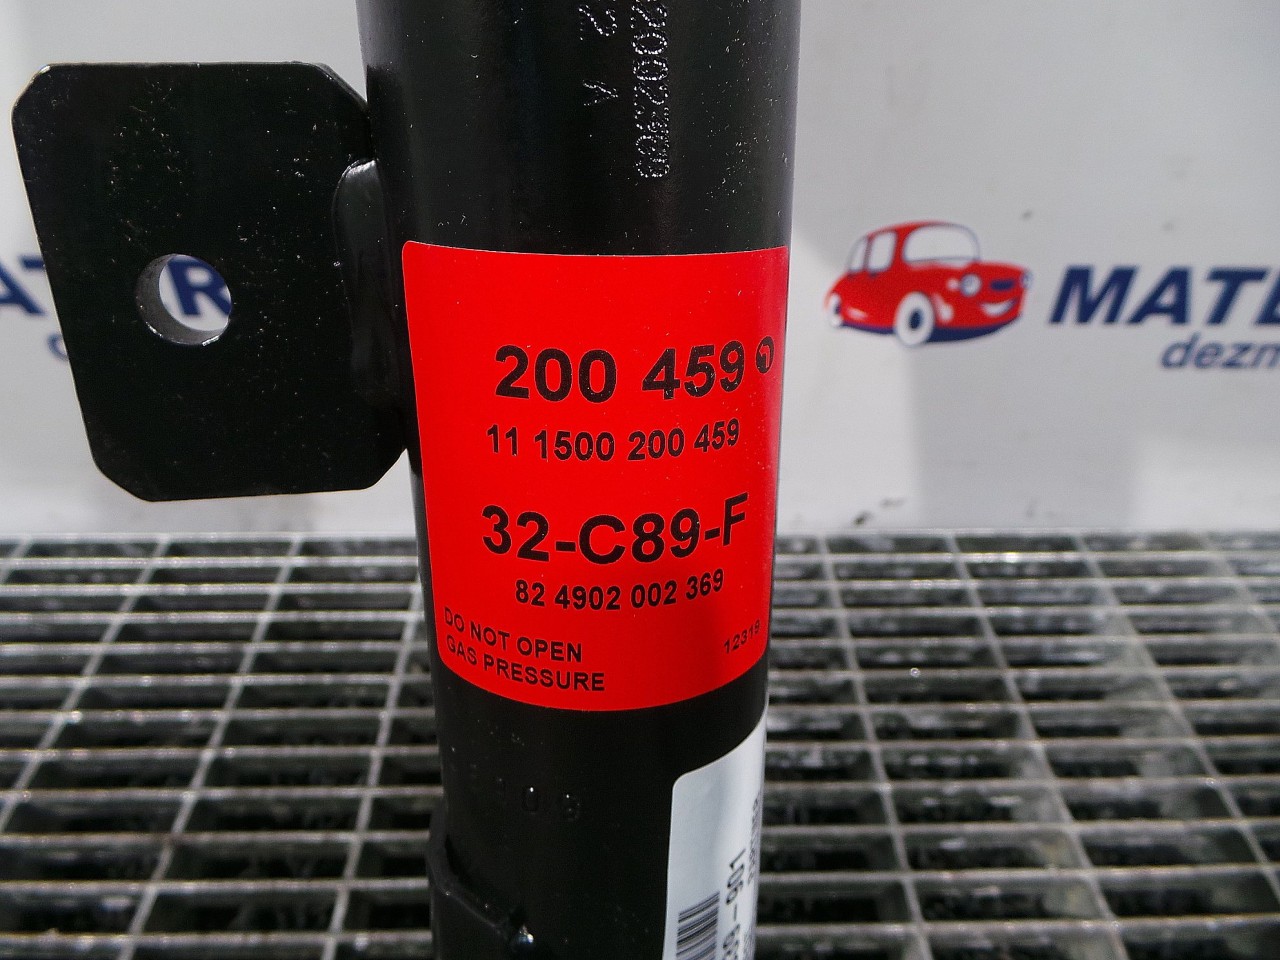 200 459
11 1500 200 459
32-C89-F
82 4902 002 369
DO NOT OPEN
GAS PRESSURE
12319
MATE
dezm